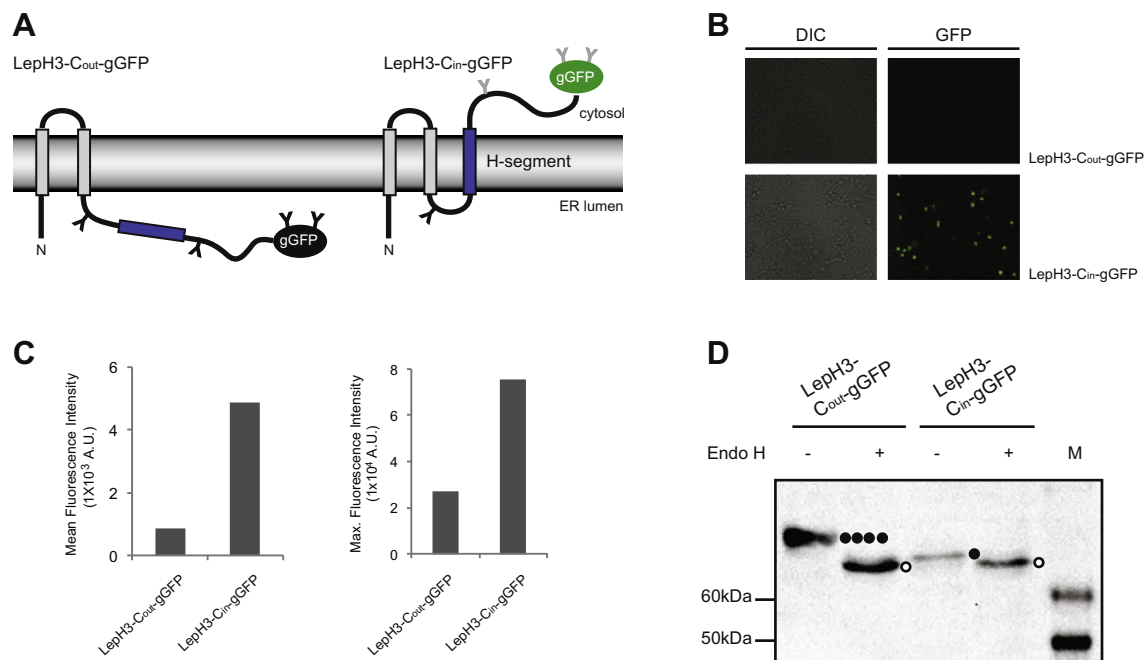 A
LepH3-Cout-gGFP
LepH3-Cin-gGFP
gGFP
cytosol
H-segment
ER lumen
gGFP
N
N
B
DIC
GFP
LepH3-Cout-gGFP
LepH3-Cin-gGFP
C
Mean Fluorescence Intensity
(1X10³ A.U.)
6
4
2
0
LepH3-Cout-gGFP
LepH3-Cin-gGFP
Max. Fluorescence Intensity
(1x10⁴ A.U.)
8
6
4
2
0
LepH3-Cout-gGFP
LepH3-Cin-gGFP
D
LepH3-
Cout-gGFP
LepH3-
Cin-gGFP
Endo H - + - + M
60kDa
50kDa